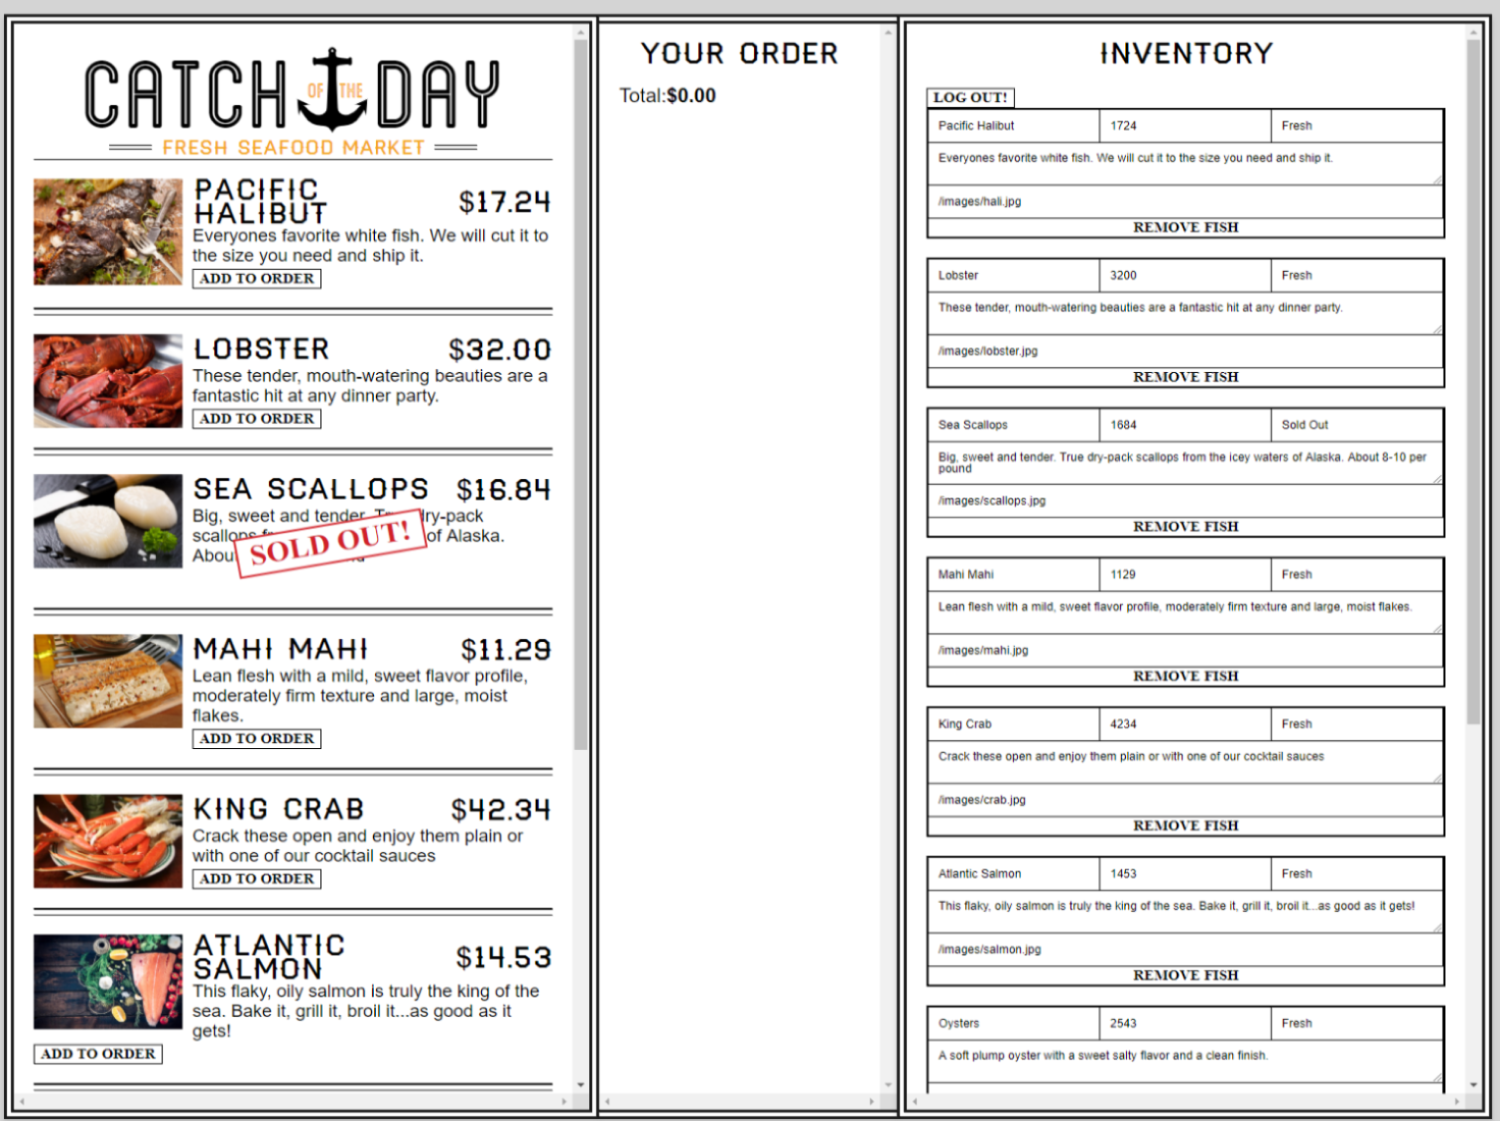 CATCH OF THE DAY
FRESH SEAFOOD MARKET
PACIFIC
HALIBUT
$17.24
Everyones favorite white fish. We will cut it to
the size you need and ship it.
ADD TO ORDER
LOBSTER
$32.00
These tender, mouth-watering beauties are a
fantastic hit at any dinner party.
ADD TO ORDER
SEA SCALLOPS
$16.84
Big, sweet and tender. True dry-pack
scallops of Alaska.
About
SOLD OUT!
MAHI MAHI
$11.29
Lean flesh with a mild, sweet flavor profile,
moderately firm texture and large, moist
flakes.
ADD TO ORDER
KING CRAB
$42.34
Crack these open and enjoy them plain or
with one of our cocktail sauces
ADD TO ORDER
ATLANTIC
SALMON
$14.53
This flaky, oily salmon is truly the king of the
sea. Bake it, grill it, broil it...as good as it
gets!
ADD TO ORDER
YOUR ORDER
Total:$0.00
INVENTORY
LOG OUT!
Pacific Halibut 1724 Fresh
Everyones favorite white fish. We will cut it to the size you need and ship it.
/images/hali.jpg
REMOVE FISH
Lobster 3200 Fresh
These tender, mouth-watering beauties are a fantastic hit at any dinner party.
/images/lobster.jpg
REMOVE FISH
Sea Scallops 1684 Sold Out
Big, sweet and tender. True dry-pack scallops from the icey waters of Alaska. About 8-10 per
pound
/images/scallops.jpg
REMOVE FISH
Mahi Mahi 1129 Fresh
Lean flesh with a mild, sweet flavor profile, moderately firm texture and large, moist flakes.
/images/mahi.jpg
REMOVE FISH
King Crab 4234 Fresh
Crack these open and enjoy them plain or with one of our cocktail sauces
/images/crab.jpg
REMOVE FISH
Atlantic Salmon 1453 Fresh
This flaky, oily salmon is truly the king of the sea. Bake it, grill it, broil it...as good as it gets!
/images/salmon.jpg
REMOVE FISH
Oysters 2543 Fresh
A soft plump oyster with a sweet salty flavor and a clean finish.